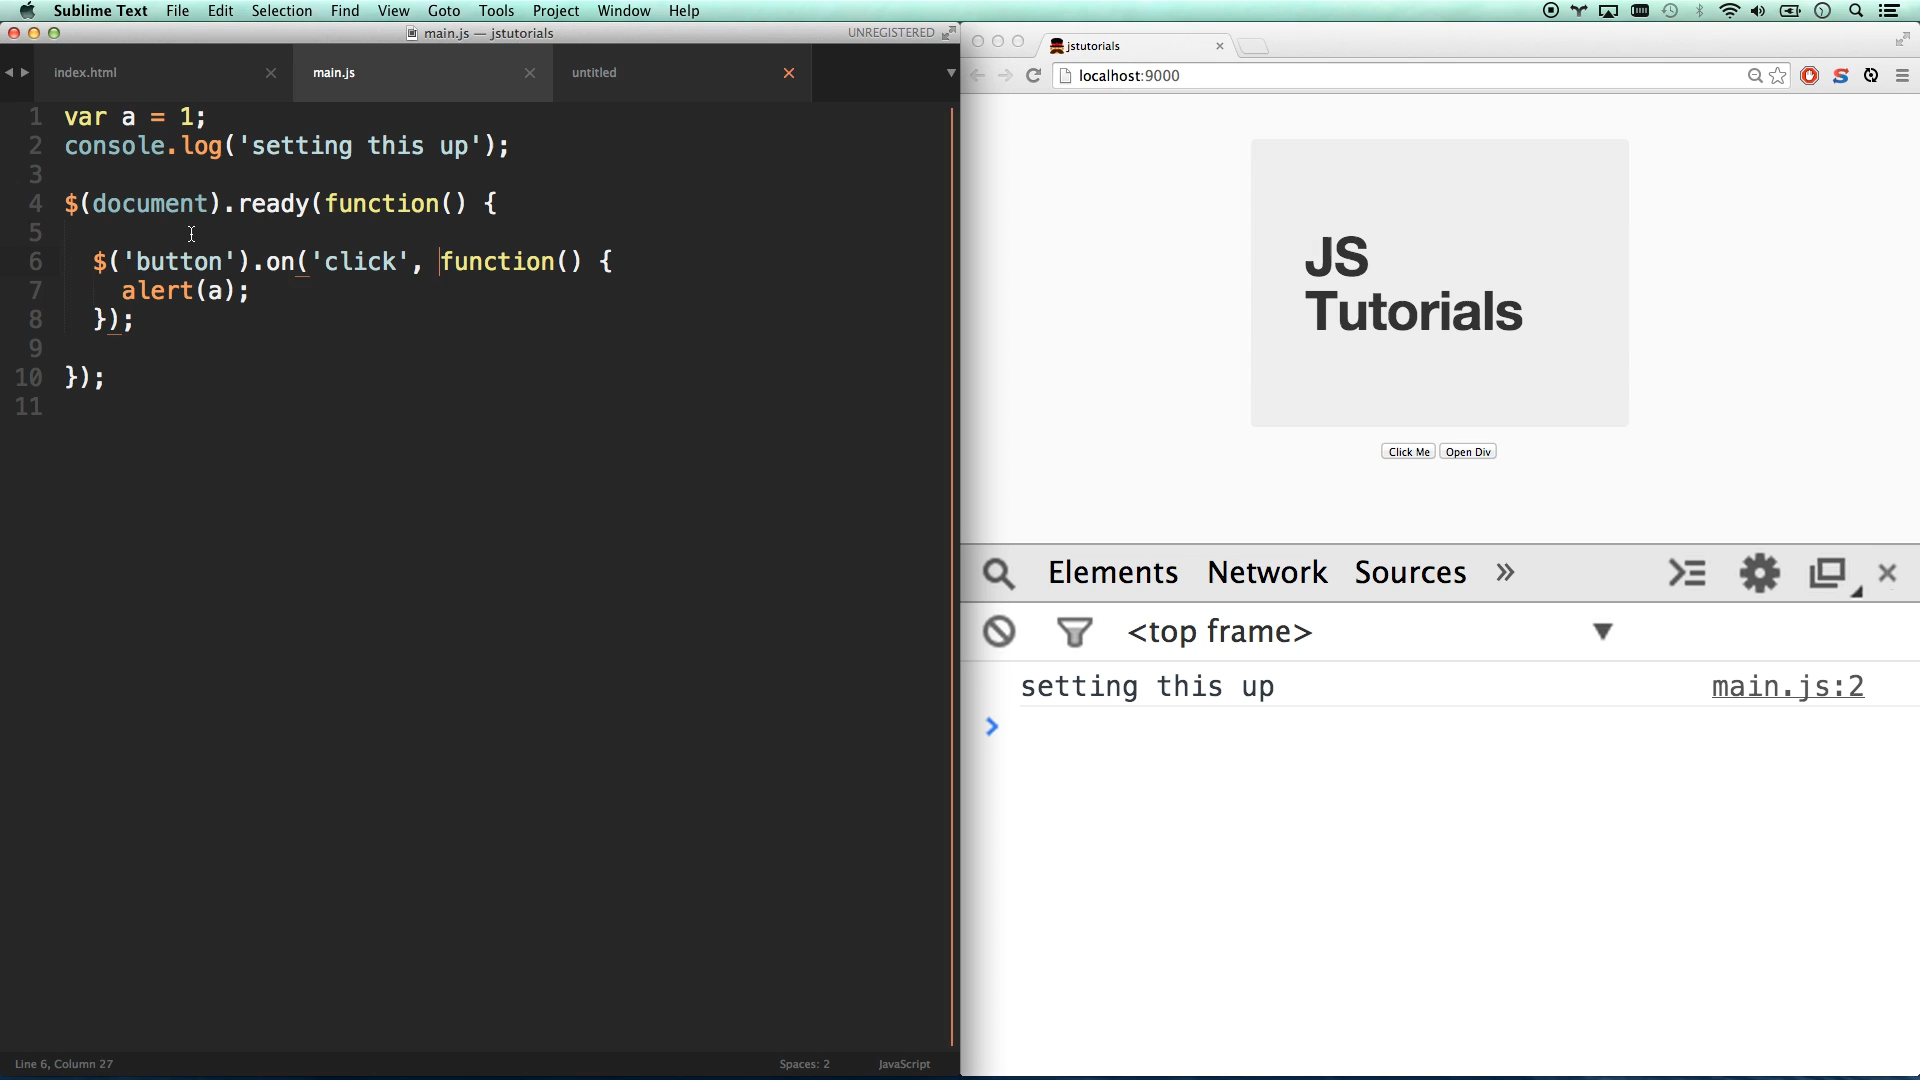 Sublime Text File Edit Selection Find View Goto Tools Project Window Help
main.js — jstutorials UNREGISTERED
index.html main.js untitled
1 var a = 1;
2 console.log('setting this up');
3
4 $(document).ready(function() {
5
6 $('button').on('click', function() {
7 alert(a);
8 });
9
10 });
11
Line 6, Column 27 Spaces: 2 JavaScript
jstutorials
localhost:9000
JS
Tutorials
Click Me Open Div
Elements Network Sources »
<top frame>
setting this up main.js:2